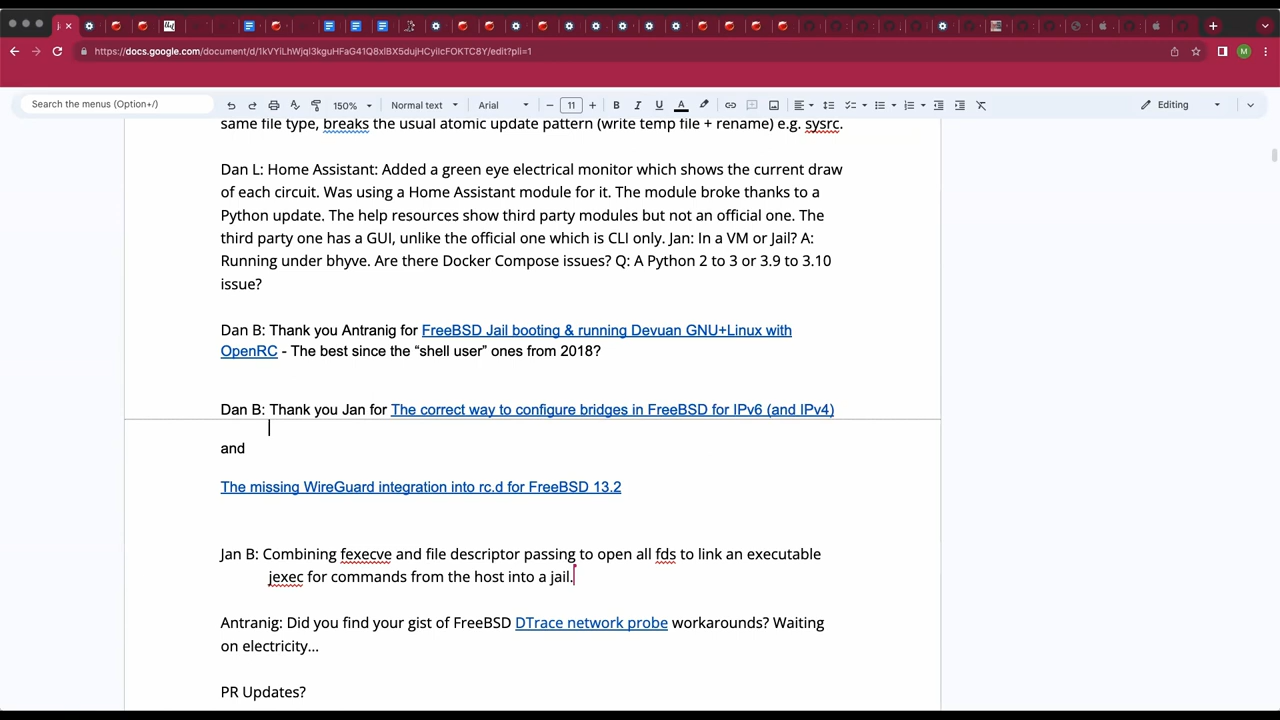 j
https://docs.google.com/document/d/1kVYiLhWjqI3kguHFaG41Q8xlBX5dujHCyiIcFOKTC8Y/edit?pli=1
M
Search the menus (Option+/)
150%
Normal text
Arial
11
B I U A
Editing
same file type, breaks the usual atomic update pattern (write temp file + rename) e.g. sysrc.
Dan L: Home Assistant: Added a green eye electrical monitor which shows the current draw
of each circuit. Was using a Home Assistant module for it. The module broke thanks to a
Python update. The help resources show third party modules but not an official one. The
third party one has a GUI, unlike the official one which is CLI only. Jan: In a VM or Jail? A:
Running under bhyve. Are there Docker Compose issues? Q: A Python 2 to 3 or 3.9 to 3.10
issue?
Dan B: Thank you Antranig for FreeBSD Jail booting & running Devuan GNU+Linux with
OpenRC - The best since the “shell user” ones from 2018?
Dan B: Thank you Jan for The correct way to configure bridges in FreeBSD for IPv6 (and IPv4)
and
The missing WireGuard integration into rc.d for FreeBSD 13.2
Jan B: Combining fexecve and file descriptor passing to open all fds to link an executable
jexec for commands from the host into a jail.
Antranig: Did you find your gist of FreeBSD DTrace network probe workarounds? Waiting
on electricity...
PR Updates?